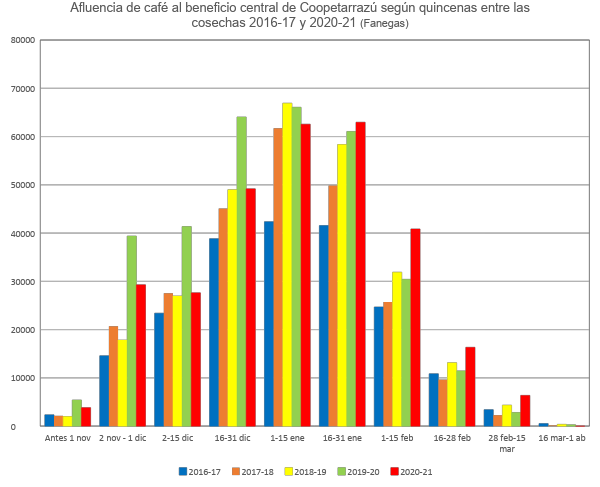 Afluencia de café al beneficio central de Coopetarrazú según quincenas entre las
cosechas 2016-17 y 2020-21 (Fanegas)
80000
70000
60000
50000
40000
30000
20000
10000
0
Antes 1 nov
2 nov - 1 dic
2-15 dic
16-31 dic
1-15 ene
16-31 ene
1-15 feb
16-28 feb
28 feb-15
mar
16 mar-1 ab
2016-17
2017-18
2018-19
2019-20
2020-21